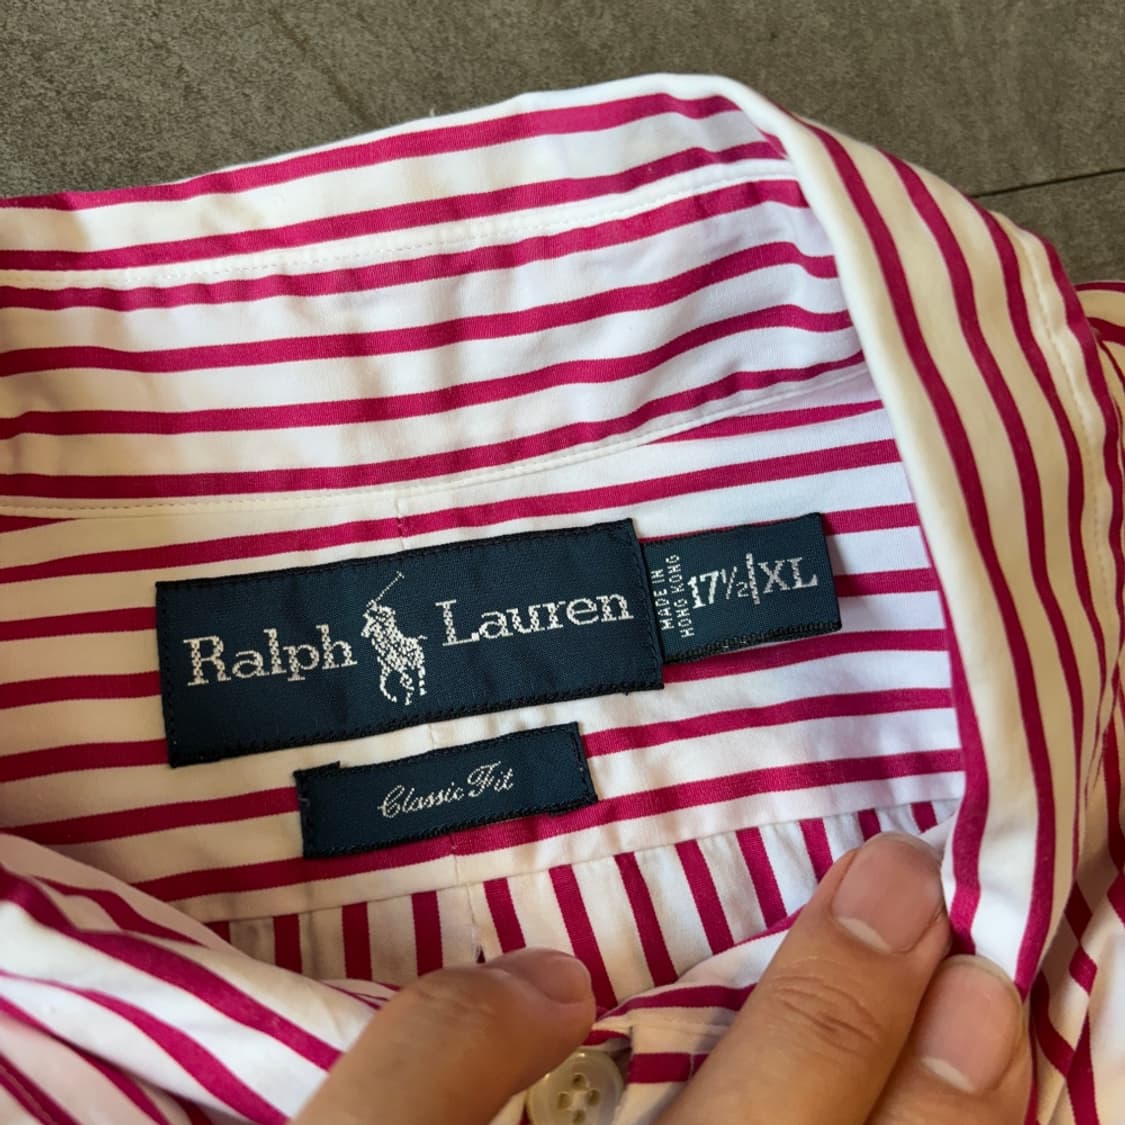 Ralph Lauren
MADE IN
HONG KONG
17½|XL
Classic Fit